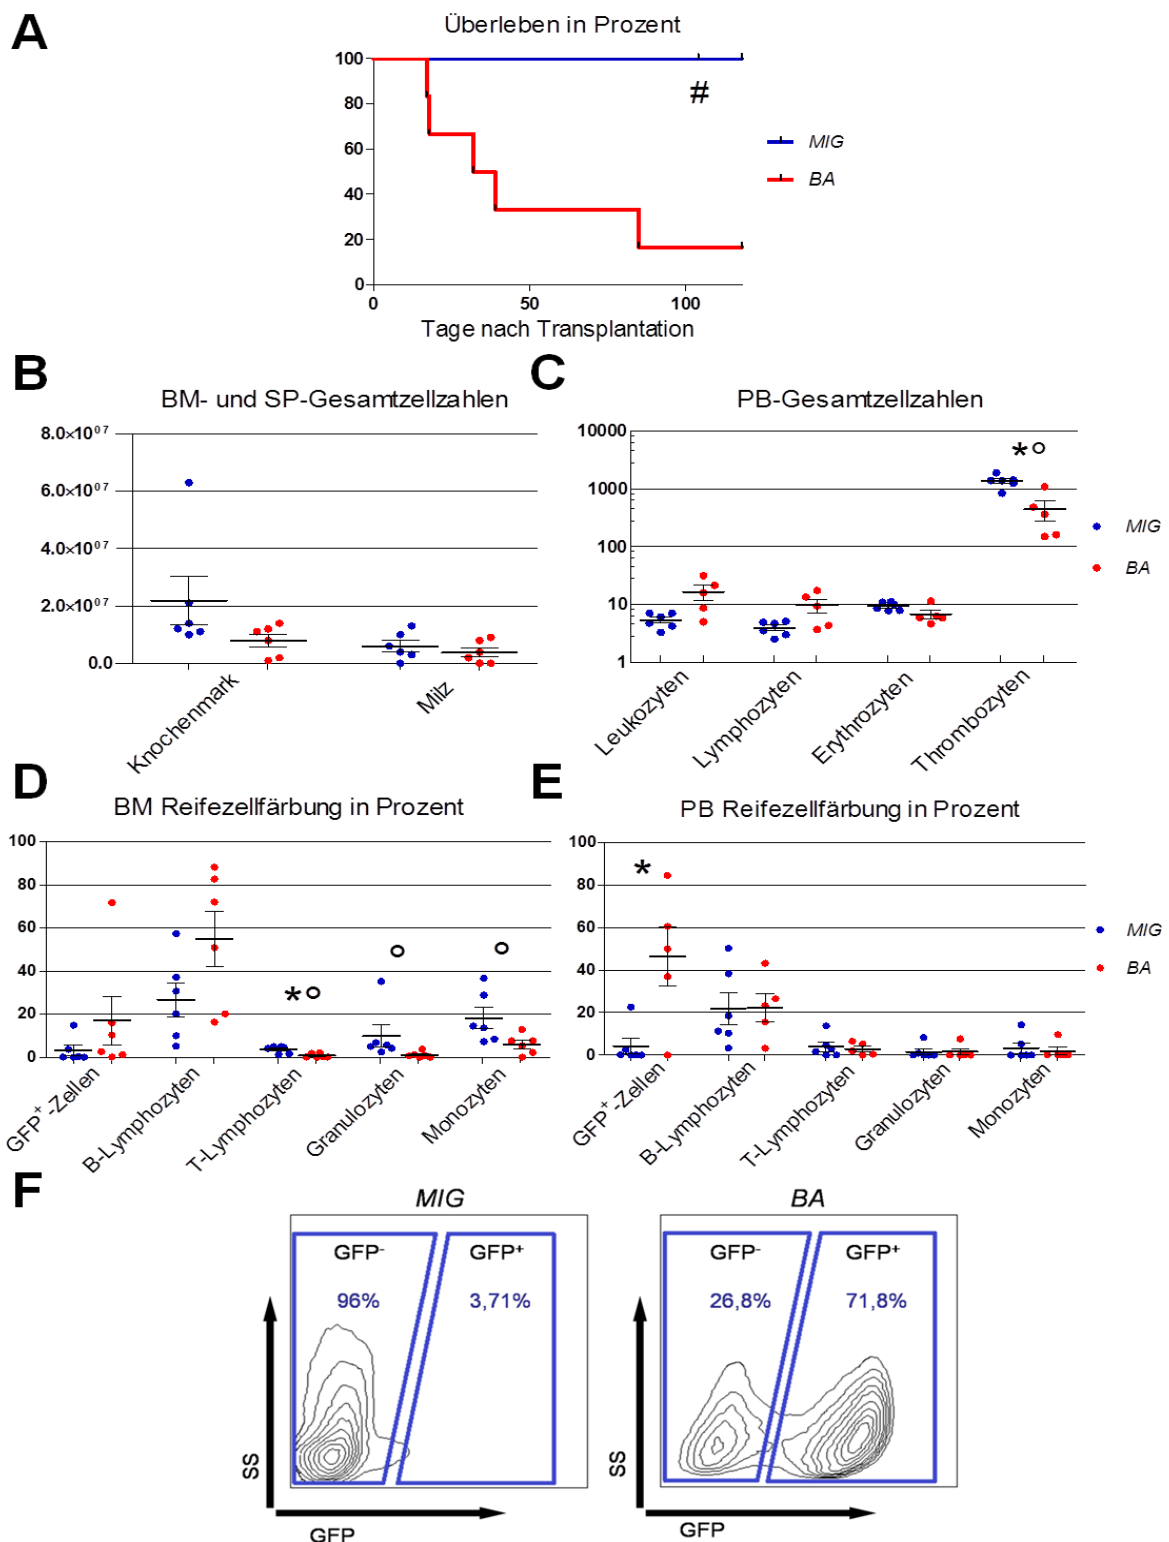 A
Überleben in Prozent
100
80
60
40
20
0
0 50 100
Tage nach Transplantation
#
MIG
BA
B
BM- und SP-Gesamtzellzahlen
8.0×10⁰⁷
6.0×10⁰⁷
4.0×10⁰⁷
2.0×10⁰⁷
0.0
Knochenmark
Milz
C
PB-Gesamtzellzahlen
10000
1000
100
10
1
*°
MIG
BA
Leukozyten
Lymphozyten
Erythrozyten
Thrombozyten
D
BM Reifezellfärbung in Prozent
100
80
60
40
20
0
*°
°
°
GFP⁺-Zellen
B-Lymphozyten
T-Lymphozyten
Granulozyten
Monozyten
E
PB Reifezellfärbung in Prozent
100
80
60
40
20
0
*
MIG
BA
GFP⁺-Zellen
B-Lymphozyten
T-Lymphozyten
Granulozyten
Monozyten
F
MIG
GFP⁻ GFP⁺
96% 3,71%
SS
GFP
BA
GFP⁻ GFP⁺
26,8% 71,8%
SS
GFP